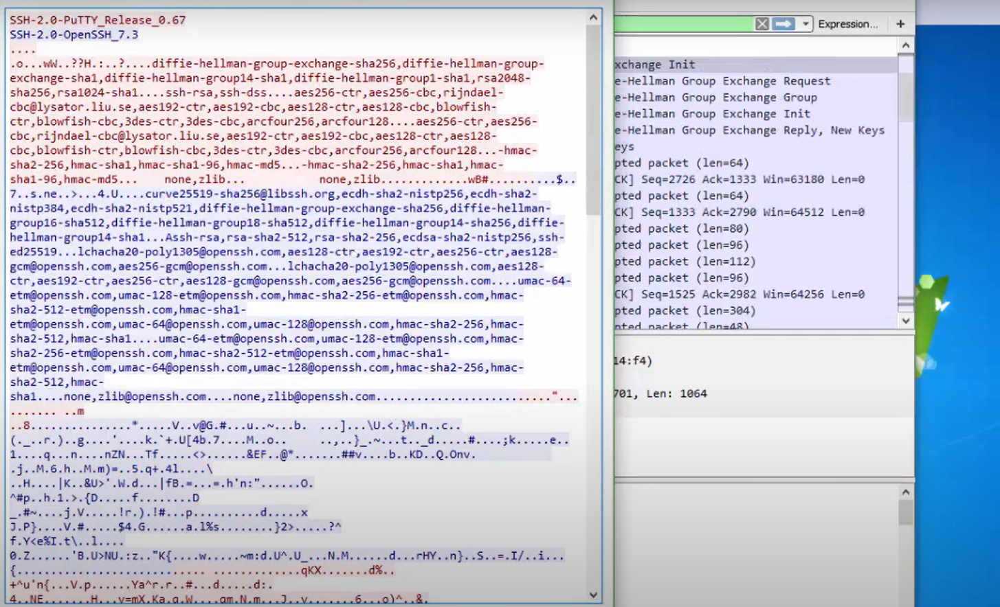 SSH-2.0-PuTTY_Release_0.67
SSH-2.0-OpenSSH_7.3
....
.o...wW..??H.:..?....diffie-hellman-group-exchange-sha256,diffie-hellman-group-
exchange-sha1,diffie-hellman-group14-sha1,diffie-hellman-group1-sha1,rsa2048-
sha256,rsa1024-sha1....ssh-rsa,ssh-dss....aes256-ctr,aes256-cbc,rijndael-
cbc@lysator.liu.se,aes192-ctr,aes192-cbc,aes128-ctr,aes128-cbc,blowfish-
ctr,blowfish-cbc,3des-ctr,3des-cbc,arcfour256,arcfour128....aes256-ctr,aes256-
cbc,rijndael-cbc@lysator.liu.se,aes192-ctr,aes192-cbc,aes128-ctr,aes128-
cbc,blowfish-ctr,blowfish-cbc,3des-ctr,3des-cbc,arcfour256,arcfour128...-hmac-
sha2-256,hmac-sha1,hmac-sha1-96,hmac-md5...-hmac-sha2-256,hmac-sha1,hmac-
sha1-96,hmac-md5... none,zlib... none,zlib.............wB#..........$..
7..s.ne..>...4.U....curve25519-sha256@libssh.org,ecdh-sha2-nistp256,ecdh-sha2-
nistp384,ecdh-sha2-nistp521,diffie-hellman-group-exchange-sha256,diffie-hellman-
group16-sha512,diffie-hellman-group18-sha512,diffie-hellman-group14-sha256,diffie-
hellman-group14-sha1...Assh-rsa,rsa-sha2-512,rsa-sha2-256,ecdsa-sha2-nistp256,ssh-
ed25519...lchacha20-poly1305@openssh.com,aes128-ctr,aes192-ctr,aes256-ctr,aes128-
gcm@openssh.com,aes256-gcm@openssh.com...lchacha20-poly1305@openssh.com,aes128-
ctr,aes192-ctr,aes256-ctr,aes128-gcm@openssh.com,aes256-gcm@openssh.com....umac-64-
etm@openssh.com,umac-128-etm@openssh.com,hmac-sha2-256-etm@openssh.com,hmac-
sha2-512-etm@openssh.com,hmac-sha1-
etm@openssh.com,umac-64@openssh.com,umac-128@openssh.com,hmac-sha2-256,hmac-
sha2-512,hmac-sha1....umac-64-etm@openssh.com,umac-128-etm@openssh.com,hmac-
sha2-256-etm@openssh.com,hmac-sha2-512-etm@openssh.com,hmac-sha1-
etm@openssh.com,umac-64@openssh.com,umac-128@openssh.com,hmac-sha2-256,hmac-
sha2-512,hmac-
sha1....none,zlib@openssh.com....none,zlib@openssh.com..........................."...
........ ..m
..8...............*.....V..v@G.#...u..~...b. ...]...\U.<.}M.n..c..
(._..r.)..g....'....k.`+.U[4b.7....M..o.. ..,..}_.~...t.._d.....#....;k.....e..
1....q...n....nZN...Tf.....<>......&EF..@*.......##v....b..KD..Q.Onv.
.j..M.6.h..M.m)=..5.q+.4l....\
..H....|K..&U>'.W.d...|fB.=...=.h'n:"......O.
^#p..h.1.>.{D.....f........D
_.#~....j.V.....!r.).!#...p..........d.....x
J.P}....V.#.....$4.G......a.l%s........}2>.....?^
f.Y<e%I.t\..l....
0.Z......'B.U>NU.:z.."K{....w.....~m:d.U^.U_...N.M......d...rHY..n}..S..=.I/..i...
{....................... .............qKX.......d%..
+^u'n{...V.p......Ya^r.r..#...d.....d:.
Expression... +
xchange Init
e-Hellman Group Exchange Request
e-Hellman Group Exchange Group
e-Hellman Group Exchange Init
e-Hellman Group Exchange Reply, New Keys
eys
pted packet (len=64)
CK] Seq=2726 Ack=1333 Win=63180 Len=0
pted packet (len=64)
CK] Seq=1333 Ack=2790 Win=64512 Len=0
pted packet (len=80)
pted packet (len=96)
pted packet (len=112)
pted packet (len=96)
CK] Seq=1525 Ack=2982 Win=64256 Len=0
pted packet (len=304)
pted packet (len=48)
14:f4)
701, Len: 1064